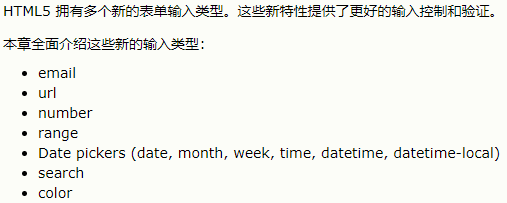 HTML5 拥有多个新的表单输入类型。这些新特性提供了更好的输入控制和验证。
本章全面介绍这些新的输入类型：
• email
• url
• number
• range
• Date pickers (date, month, week, time, datetime, datetime-local)
• search
• color